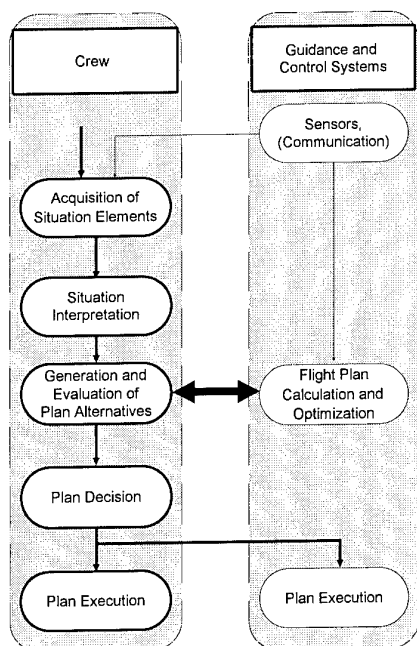 Crew
Guidance and
Control Systems
Sensors,
(Communication)
Acquisition of
Situation Elements
Situation
Interpretation
Generation and
Evaluation of
Plan Alternatives
Flight Plan
Calculation and
Optimization
Plan Decision
Plan Execution
Plan Execution